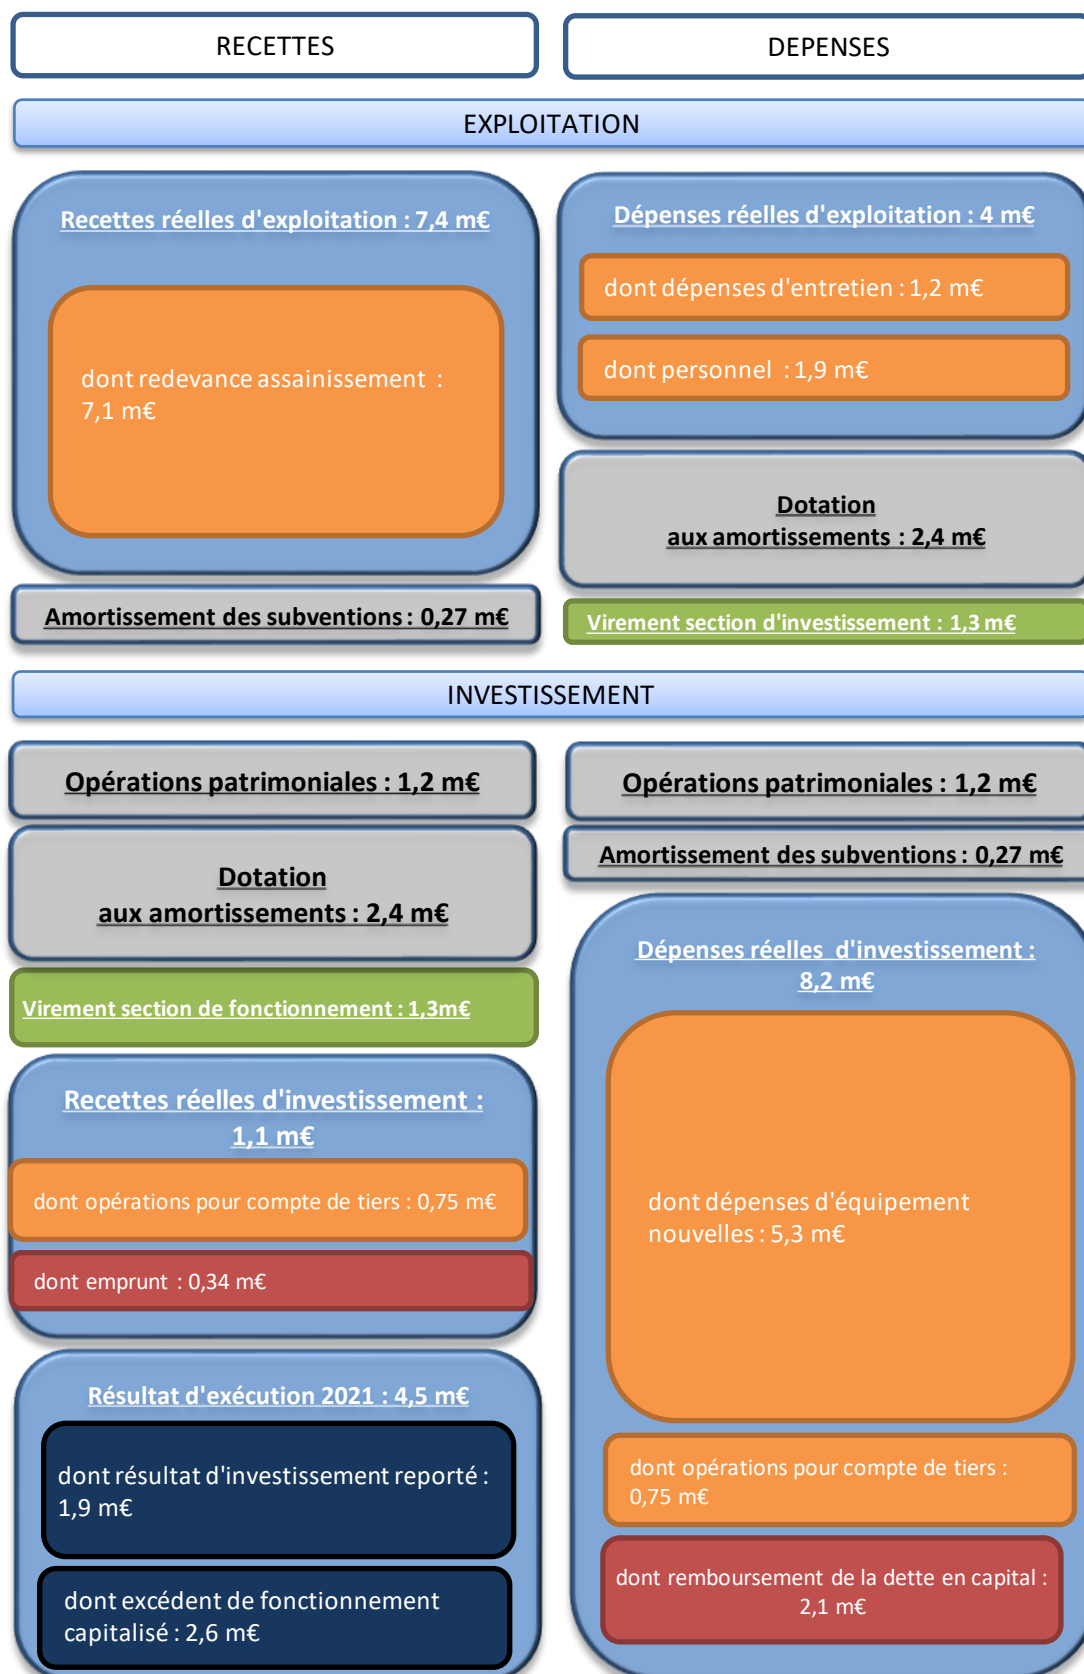 RECETTES
DEPENSES
EXPLOITATION
Recettes réelles d'exploitation : 7,4 m€
dont redevance assainissement :
7,1 m€
Amortissement des subventions : 0,27 m€
Dépenses réelles d'exploitation : 4 m€
dont dépenses d'entretien : 1,2 m€
dont personnel : 1,9 m€
Dotation
aux amortissements : 2,4 m€
Virement section d'investissement : 1,3 m€
INVESTISSEMENT
Opérations patrimoniales : 1,2 m€
Dotation
aux amortissements : 2,4 m€
Virement section de fonctionnement : 1,3m€
Recettes réelles d'investissement :
1,1 m€
dont opérations pour compte de tiers : 0,75 m€
dont emprunt : 0,34 m€
Résultat d'exécution 2021 : 4,5 m€
dont résultat d'investissement reporté :
1,9 m€
dont excédent de fonctionnement
capitalisé : 2,6 m€
Opérations patrimoniales : 1,2 m€
Amortissement des subventions : 0,27 m€
Dépenses réelles d'investissement :
8,2 m€
dont dépenses d'équipement
nouvelles : 5,3 m€
dont opérations pour compte de tiers :
0,75 m€
dont remboursement de la dette en capital :
2,1 m€